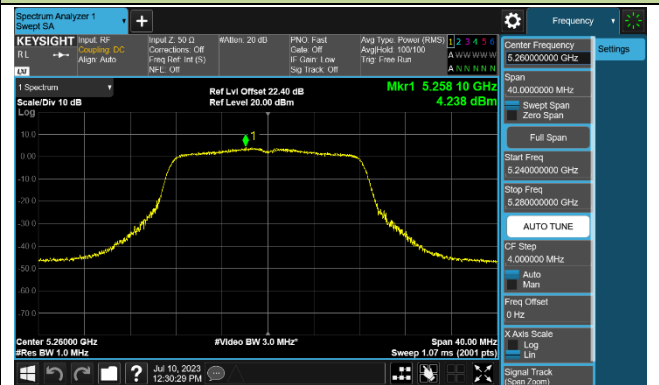 Spectrum Analyzer 1
Swept SA
Frequency
KEYSIGHT
RL
LXI
Input: RF
Coupling: DC
Align: Auto
Input Z: 50 Ω
Corrections: Off
Freq Ref: Int (S)
NFE: Off
#Atten: 20 dB
PNO: Fast
Gate: Off
IF Gain: Low
Sig Track: Off
Avg Type: Power (RMS)
Avg|Hold: 100/100
Trig: Free Run
1 2 3 4 5 6
A W W W W W
A N N N N N
1 Spectrum
Scale/Div 10 dB
Log
Ref Lvl Offset 22.40 dB
Ref Level 20.00 dBm
Mkr1 5.258 10 GHz
4.238 dBm
1
10.0
0.00
-10.0
-20.0
-30.0
-40.0
-50.0
-60.0
-70.0
Center 5.26000 GHz
#Res BW 1.0 MHz
#Video BW 3.0 MHz*
Span 40.00 MHz
Sweep 1.07 ms (2001 pts)
Jul 10, 2023
12:30:29 PM
Center Frequency
5.260000000 GHz
Settings
Span
40.0000000 MHz
Swept Span
Zero Span
Full Span
Start Freq
5.240000000 GHz
Stop Freq
5.280000000 GHz
AUTO TUNE
CF Step
4.000000 MHz
Auto
Man
Freq Offset
0 Hz
X Axis Scale
Log
Lin
Signal Track
(Span Zoom)